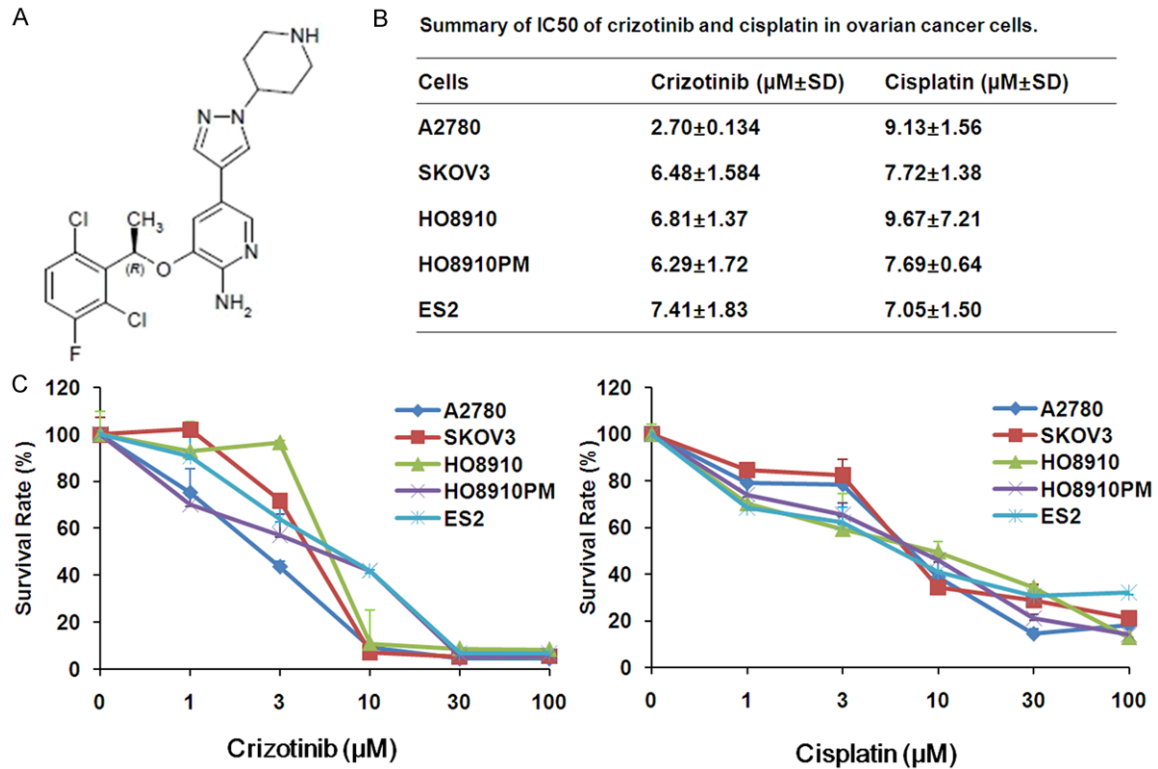 A
NH
N
N
Cl
CH3
(R)
O
N
NH2
Cl
F
B
Summary of IC50 of crizotinib and cisplatin in ovarian cancer cells.
Cells Crizotinib (µM±SD) Cisplatin (µM±SD)
A2780 2.70±0.134 9.13±1.56
SKOV3 6.48±1.584 7.72±1.38
HO8910 6.81±1.37 9.67±7.21
HO8910PM 6.29±1.72 7.69±0.64
ES2 7.41±1.83 7.05±1.50
C
Survival Rate (%)
120
100
80
60
40
20
0
0 1 3 10 30 100
Crizotinib (µM)
A2780
SKOV3
HO8910
HO8910PM
ES2
Survival Rate (%)
120
100
80
60
40
20
0
0 1 3 10 30 100
Cisplatin (µM)
A2780
SKOV3
HO8910
HO8910PM
ES2